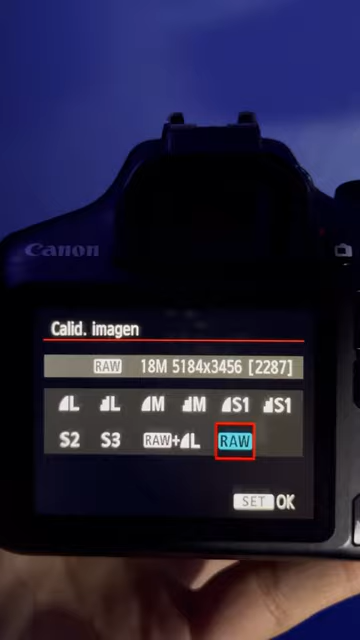 Canon
Calid. imagen
RAW 18M 5184x3456 [2287]
L L M M S1 S1
S2 S3 RAW+L RAW
SET OK